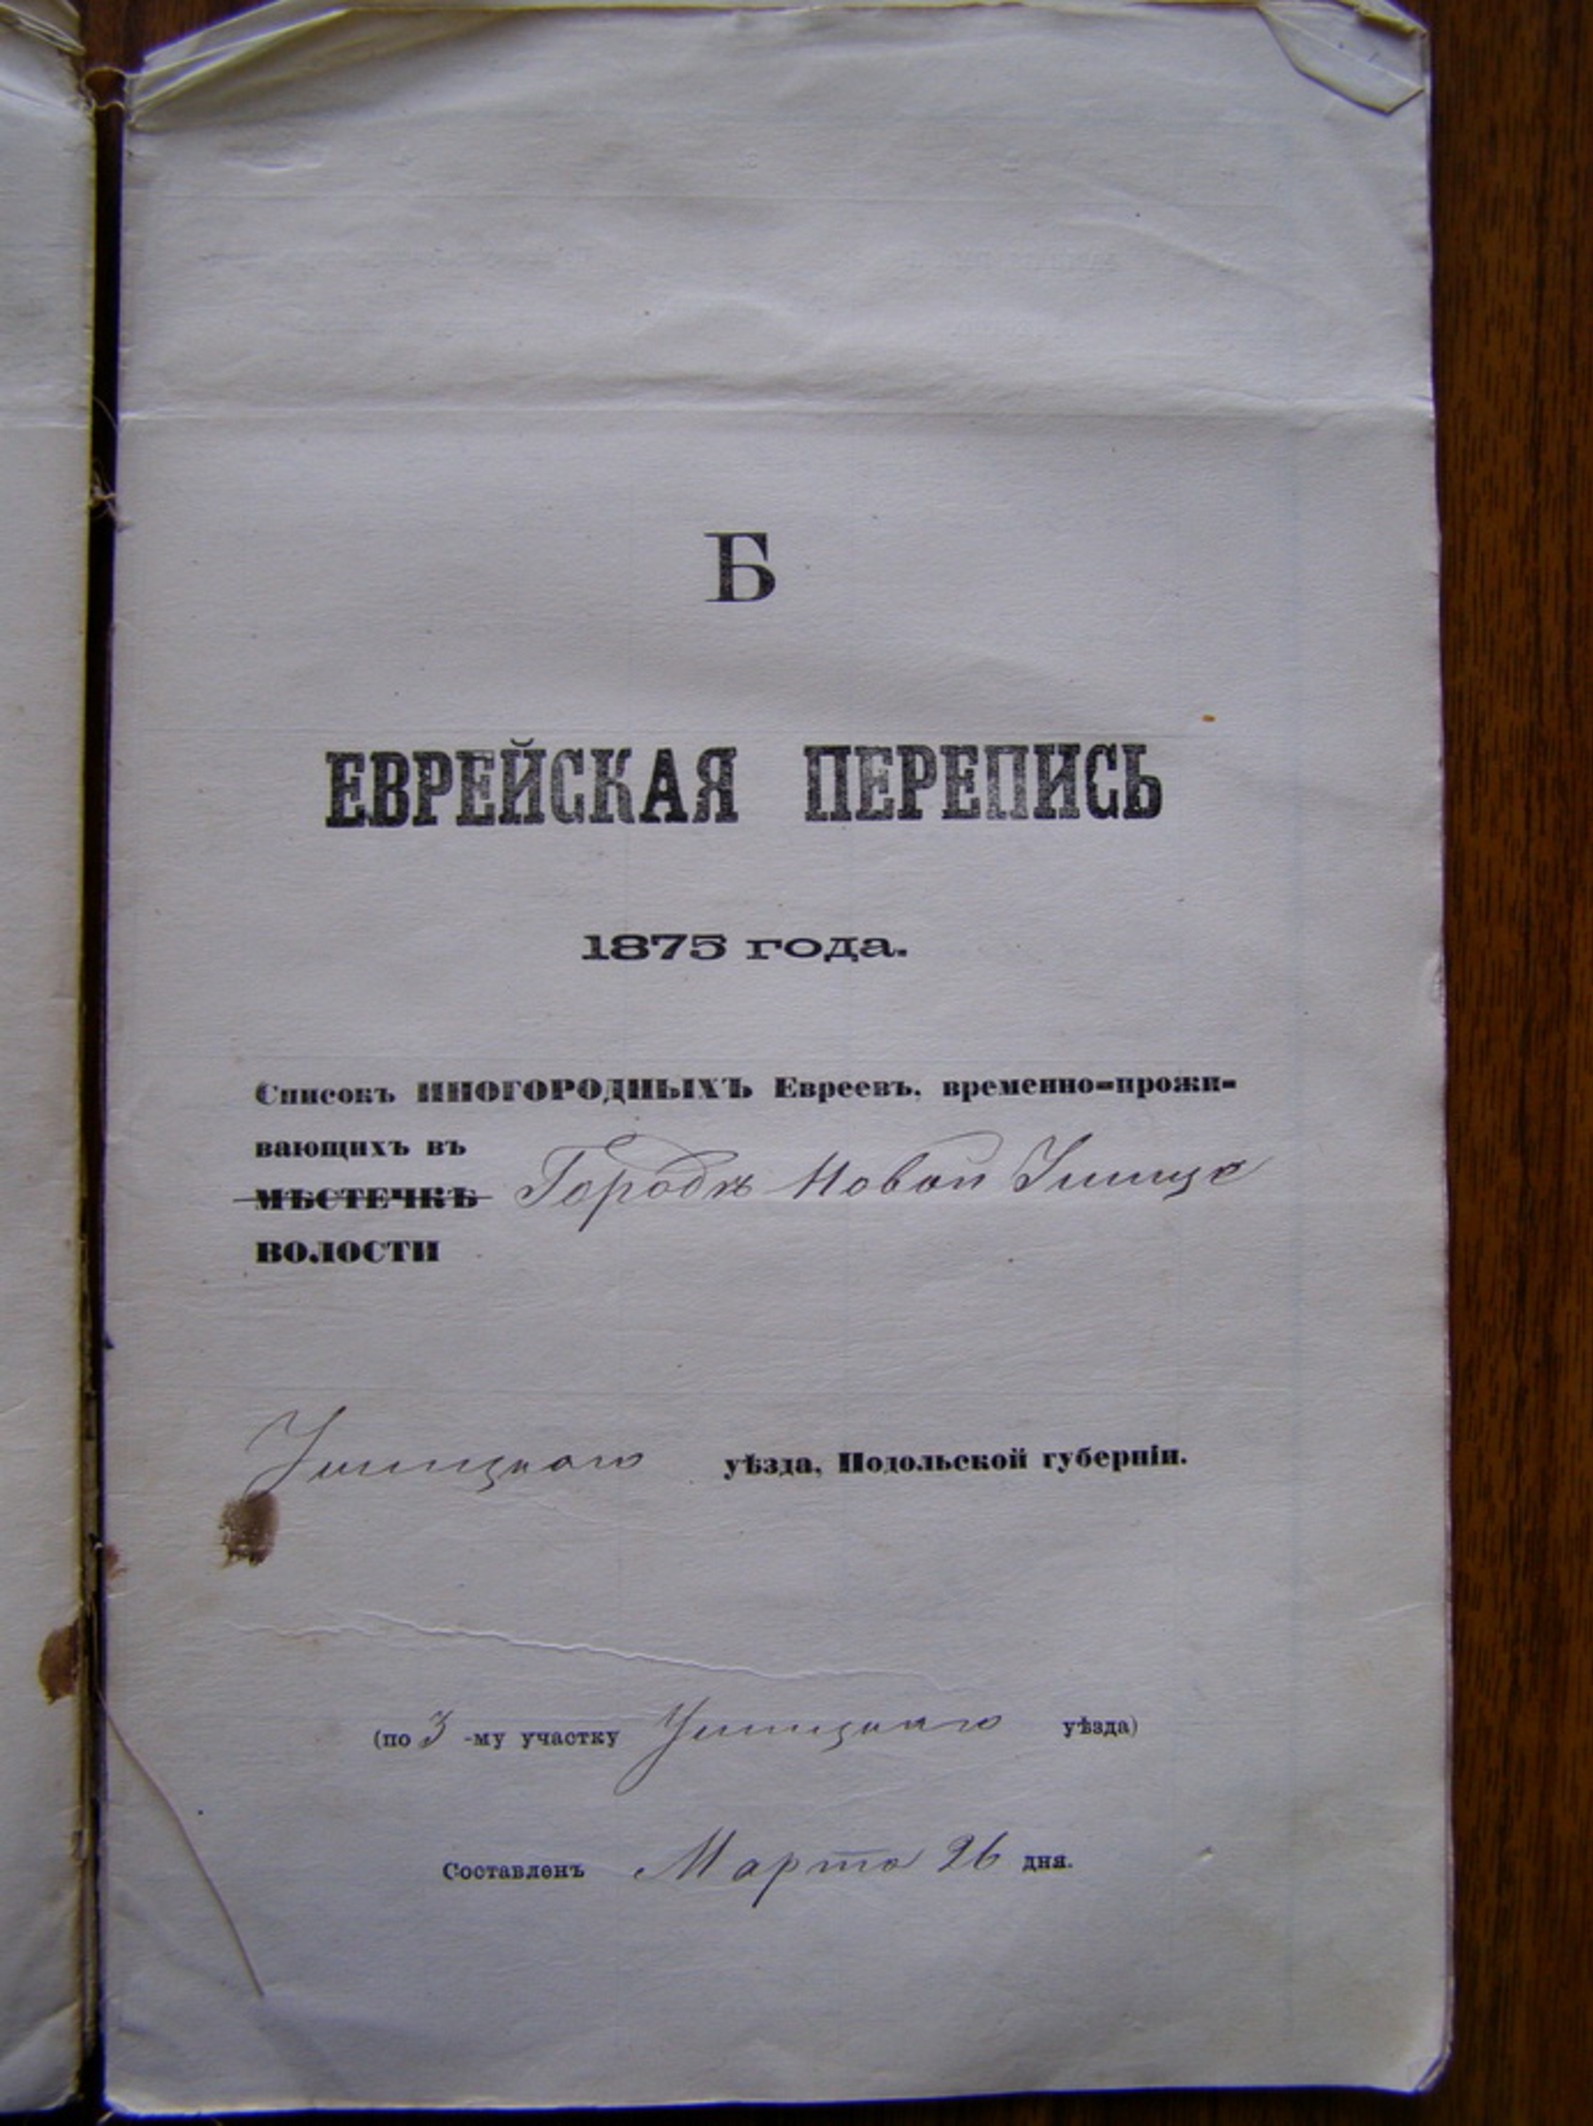 Б
ЕВРЕЙСКАЯ ПЕРЕПИСЬ
1875 года.
Списокъ ИНОГОРОДНЫХЪ Евреевъ, временно-прожи-
вающихъ въ
МѢСТЕЧКѢ Городѣ Новой Ушицѣ
ВОЛОСТИ
Ушицкаго уѣзда, Подольской губерніи.
(по 3 -му участку Ушицкаго уѣзда)
Составленъ Марта 26 дня.